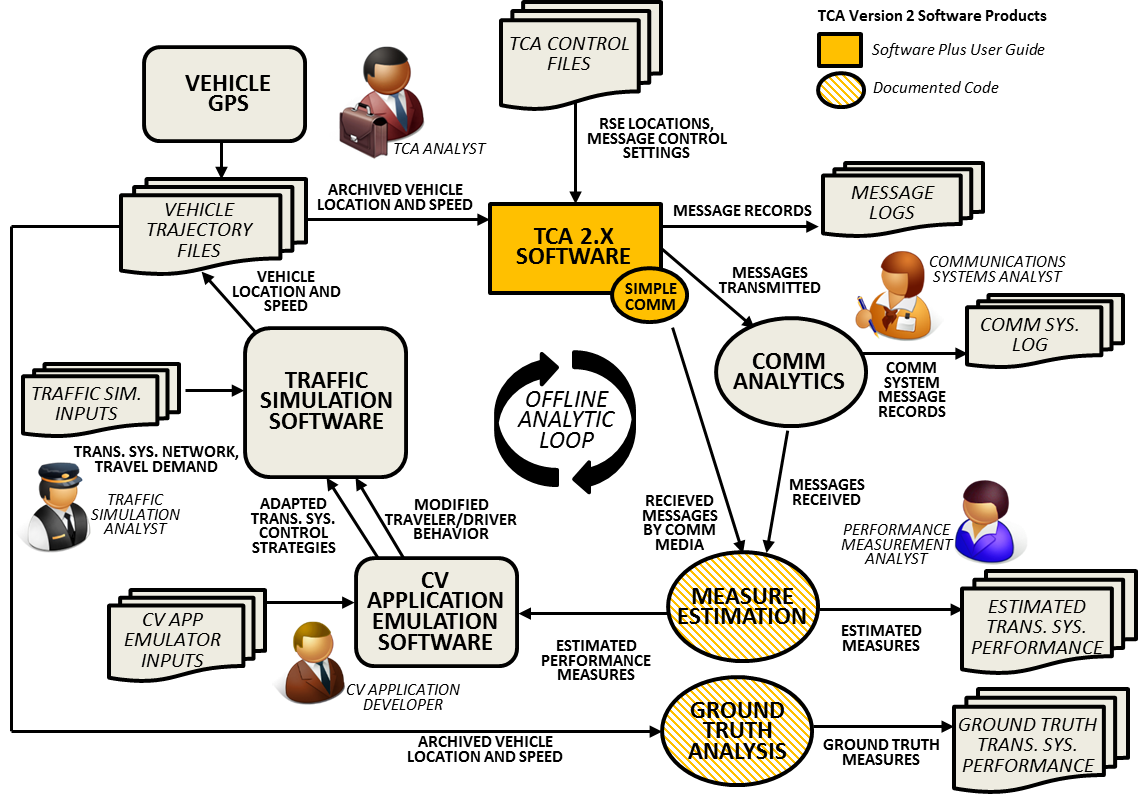 TCA Version 2 Software Products
Software Plus User Guide
Documented Code
TCA CONTROL
FILES
VEHICLE
GPS
TCA ANALYST
RSE LOCATIONS,
MESSAGE CONTROL
SETTINGS
VEHICLE
TRAJECTORY
FILES
ARCHIVED VEHICLE
LOCATION AND SPEED
TCA 2.X
SOFTWARE
SIMPLE
COMM
MESSAGE RECORDS
MESSAGE
LOGS
MESSAGES
TRANSMITTED
COMMUNICATIONS
SYSTEMS ANALYST
VEHICLE
LOCATION AND
SPEED
COMM
ANALYTICS
COMM SYS.
LOG
COMM
SYSTEM
MESSAGE
RECORDS
TRAFFIC
SIMULATION
SOFTWARE
TRAFFIC SIM.
INPUTS
OFFLINE
ANALYTIC
LOOP
TRANS. SYS. NETWORK,
TRAVEL DEMAND
TRAFFIC
SIMULATION
ANALYST
ADAPTED
TRANS. SYS.
CONTROL
STRATEGIES
MODIFIED
TRAVELER/DRIVER
BEHAVIOR
RECIEVED
MESSAGES
BY COMM
MEDIA
MESSAGES
RECEIVED
PERFORMANCE
MEASUREMENT
ANALYST
CV APP
EMULATOR
INPUTS
CV
APPLICATION
EMULATION
SOFTWARE
CV APPLICATION
DEVELOPER
MEASURE
ESTIMATION
ESTIMATED
PERFORMANCE
MEASURES
ESTIMATED
MEASURES
ESTIMATED
TRANS. SYS.
PERFORMANCE
ARCHIVED VEHICLE
LOCATION AND SPEED
GROUND
TRUTH
ANALYSIS
GROUND TRUTH
MEASURES
GROUND TRUTH
TRANS. SYS.
PERFORMANCE